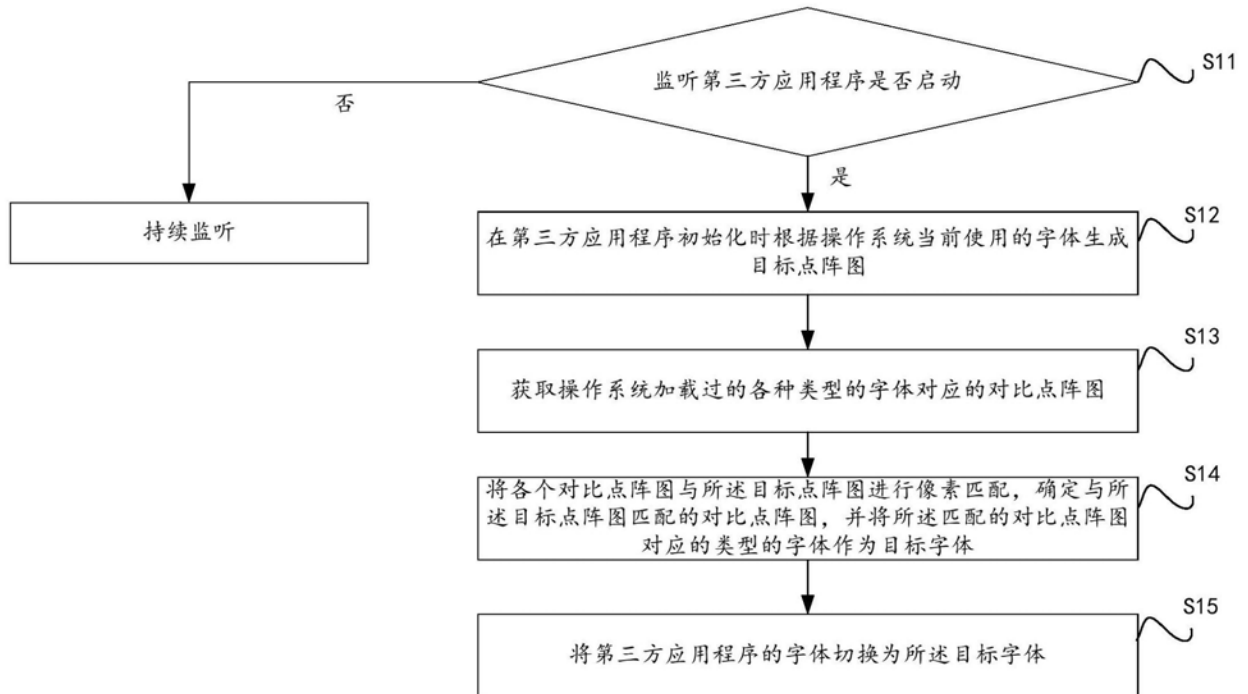 监听第三方应用程序是否启动
S11
否
是
持续监听
S12
在第三方应用程序初始化时根据操作系统当前使用的字体生成
目标点阵图
S13
获取操作系统加载过的各种类型的字体对应的对比点阵图
S14
将各个对比点阵图与所述目标点阵图进行像素匹配，确定与所
述目标点阵图匹配的对比点阵图，并将所述匹配的对比点阵图
对应的类型的字体作为目标字体
S15
将第三方应用程序的字体切换为所述目标字体